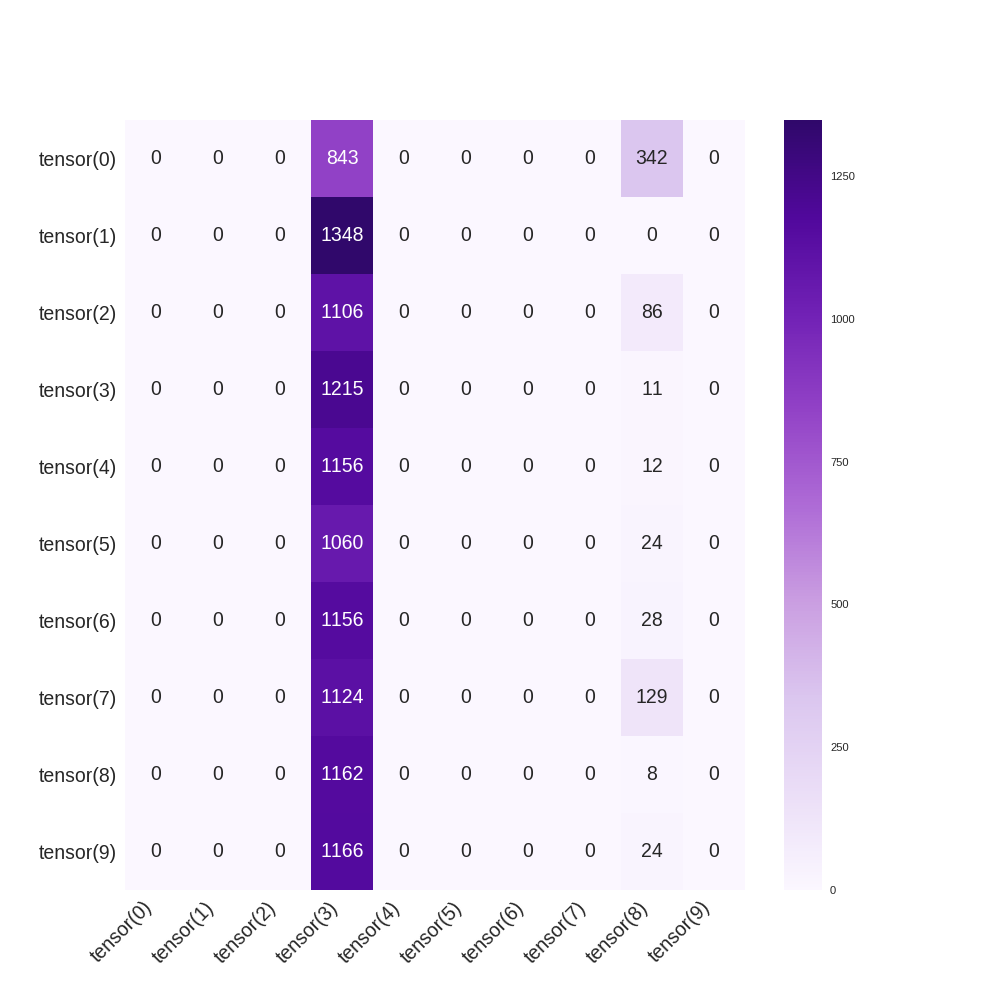 tensor(0) 0 0 0 843 0 0 0 0 342 0
tensor(1) 0 0 0 1348 0 0 0 0 0 0
tensor(2) 0 0 0 1106 0 0 0 0 86 0
tensor(3) 0 0 0 1215 0 0 0 0 11 0
tensor(4) 0 0 0 1156 0 0 0 0 12 0
tensor(5) 0 0 0 1060 0 0 0 0 24 0
tensor(6) 0 0 0 1156 0 0 0 0 28 0
tensor(7) 0 0 0 1124 0 0 0 0 129 0
tensor(8) 0 0 0 1162 0 0 0 0 8 0
tensor(9) 0 0 0 1166 0 0 0 0 24 0
tensor(0) tensor(1) tensor(2) tensor(3) tensor(4) tensor(5) tensor(6) tensor(7) tensor(8) tensor(9)
1250
1000
750
500
250
0